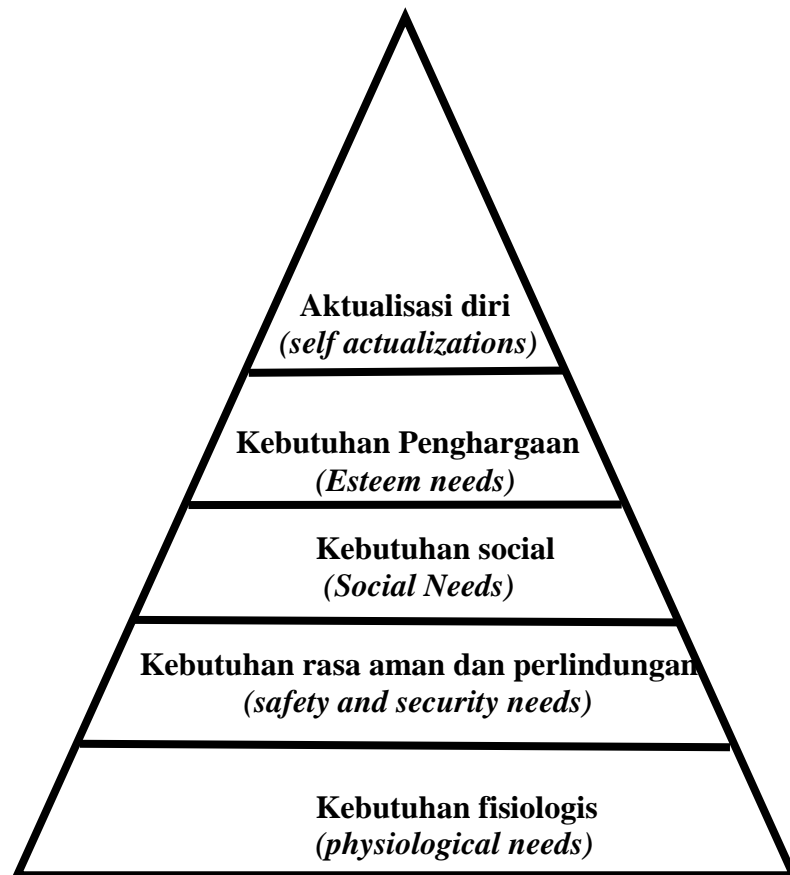 Aktualisasi diri
(self actualizations)
Kebutuhan Penghargaan
(Esteem needs)
Kebutuhan social
(Social Needs)
Kebutuhan rasa aman dan perlindungan
(safety and security needs)
Kebutuhan fisiologis
(physiological needs)